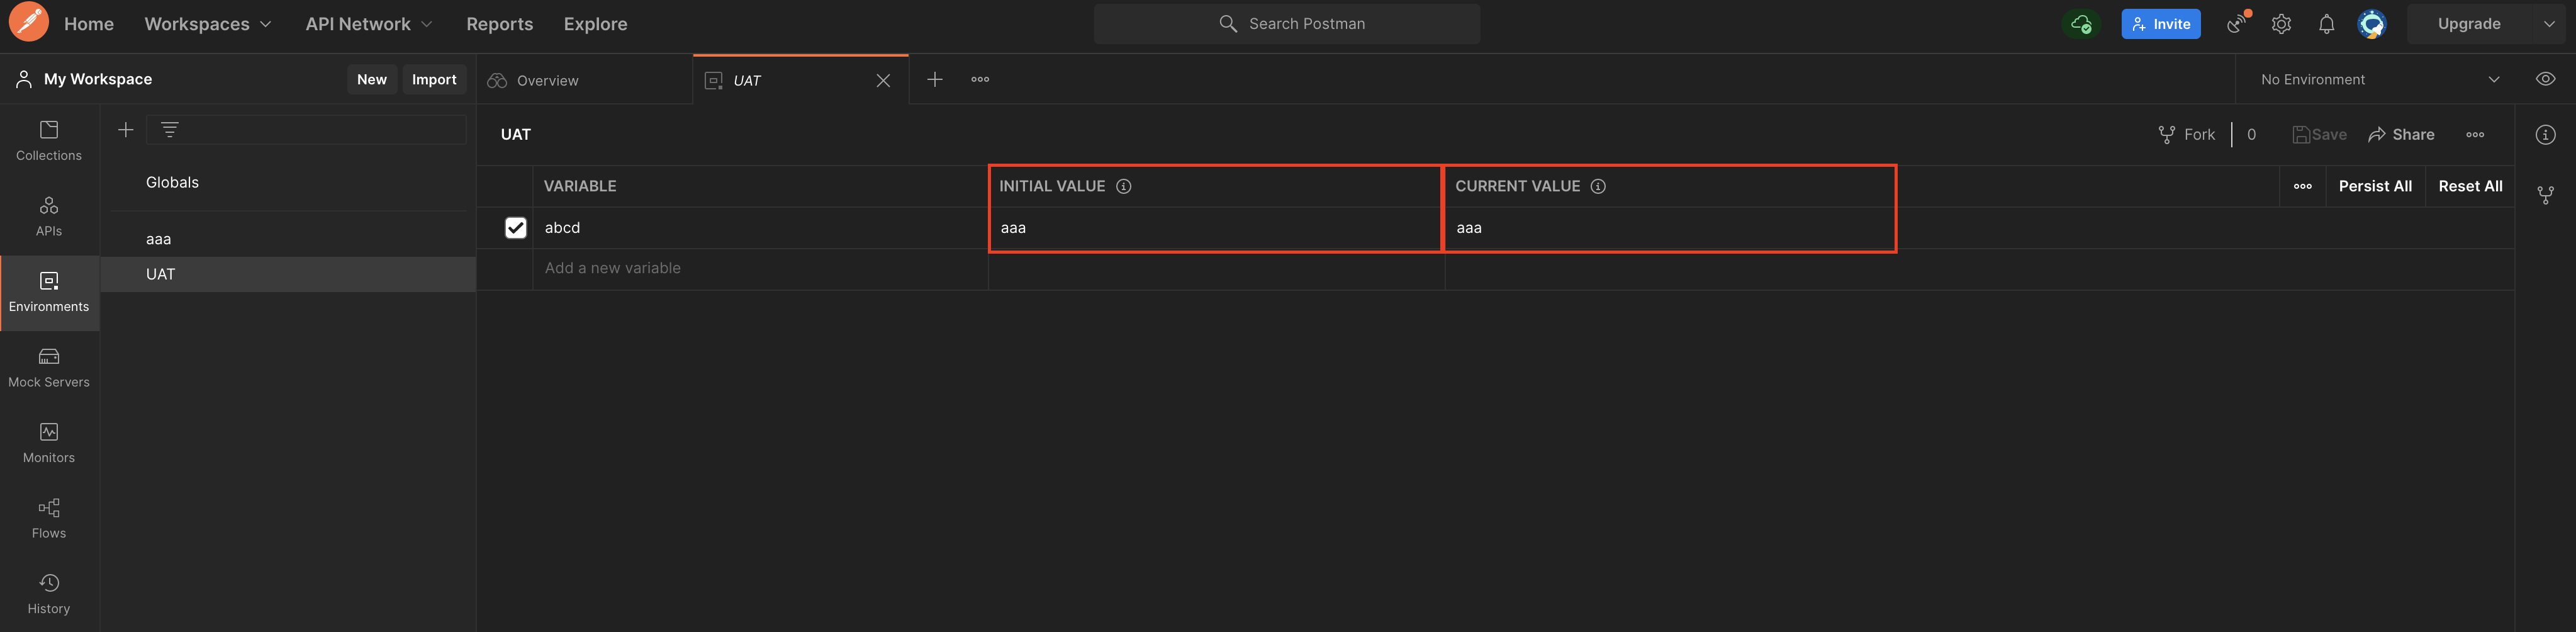 Home Workspaces API Network Reports Explore Search Postman Invite Upgrade
My Workspace New Import Overview UAT No Environment
UAT Fork 0 Save Share
VARIABLE INITIAL VALUE CURRENT VALUE Persist All Reset All
abcd aaa aaa
Add a new variable
Globals
aaa
UAT
Collections
APIs
Environments
Mock Servers
Monitors
Flows
History